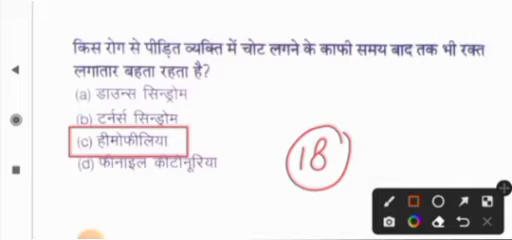 किस रोग से पीड़ित व्यक्ति में चोट लगने के काफी समय बाद तक भी रक्त
लगातार बहता रहता है?
(a) डाउन्स सिन्ड्रोम
(b) टर्नर्स सिन्ड्रोम
(c) हीमोफीलिया
(d) फीनाइल कीटोनूरिया
18